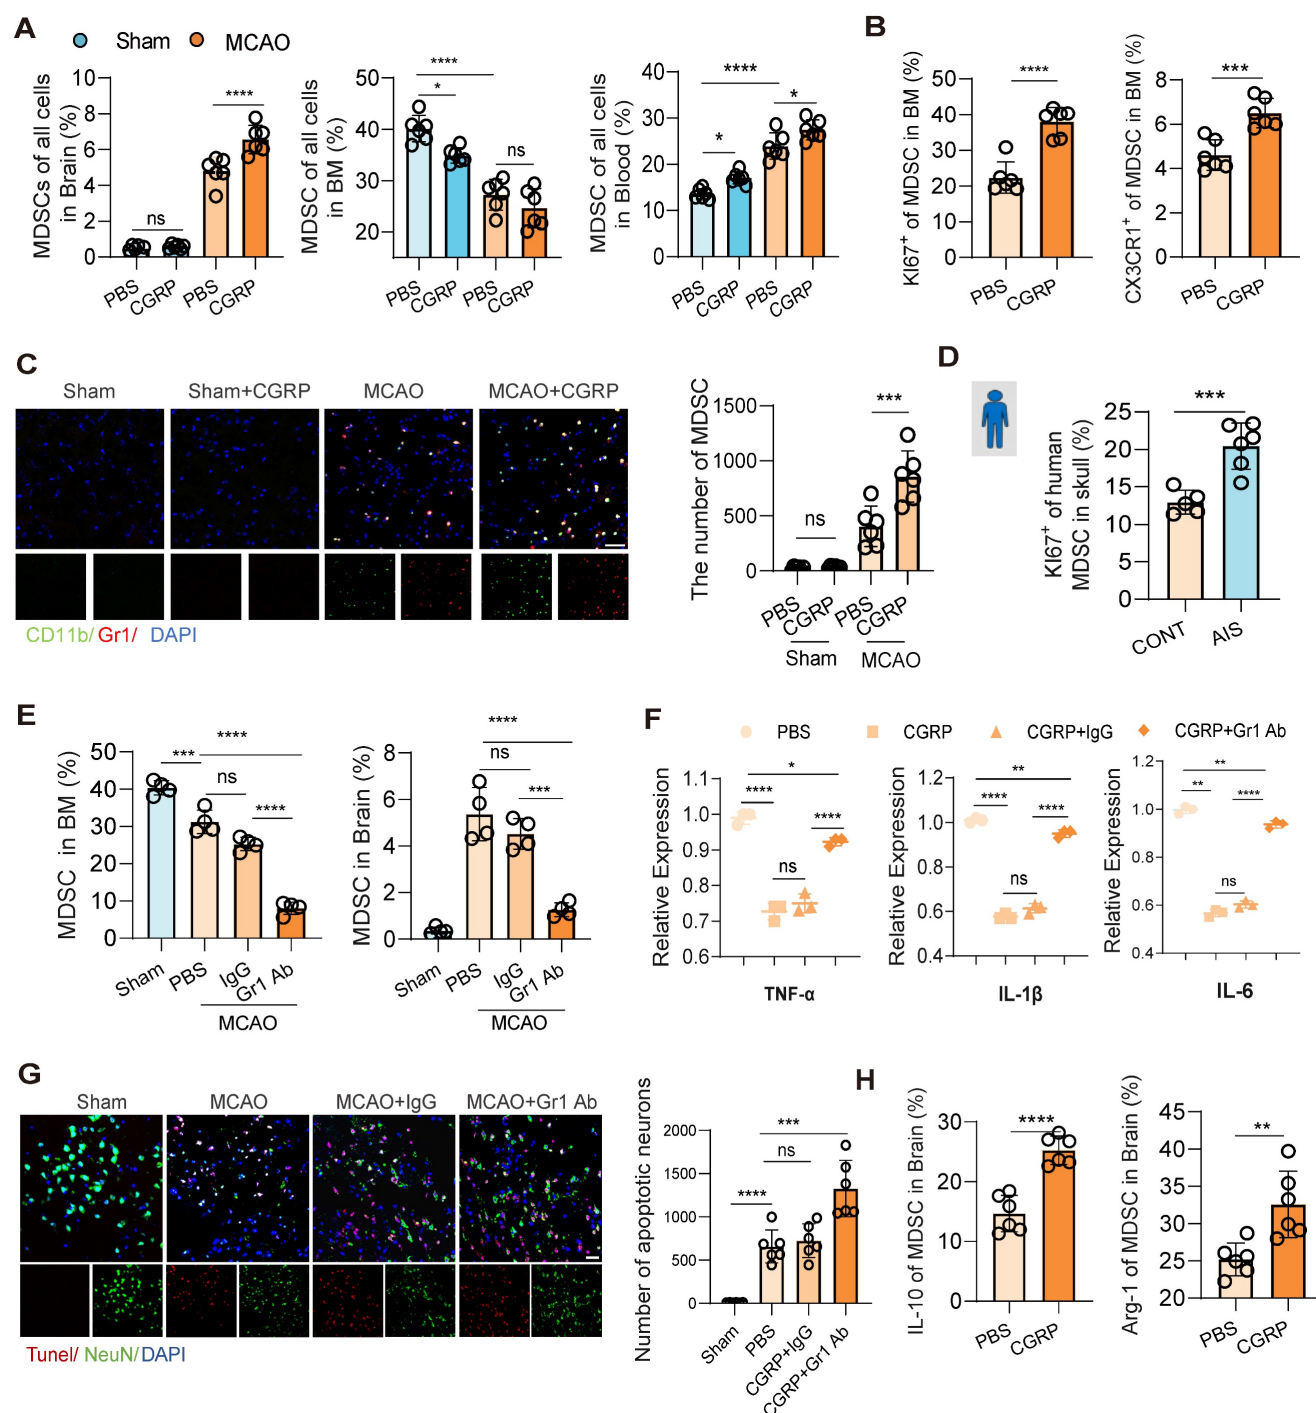 A
Sham
MCAO
MDSCs of all cells
in Brain (%)
10
8
6
4
2
0
ns
****
PBS
CGRP
PBS
CGRP
MDSC of all cells
in BM (%)
50
40
30
20
****
*
ns
PBS
CGRP
PBS
CGRP
MDSC of all cells
in Blood (%)
40
30
20
10
0
****
*
*
PBS
CGRP
PBS
CGRP
B
KI67+ of MDSC in BM (%)
50
40
30
20
10
0
****
PBS
CGRP
CX3CR1+ of MDSC in BM (%)
8
6
4
2
0
***
PBS
CGRP
C
Sham
Sham+CGRP
MCAO
MCAO+CGRP
CD11b/ Gr1/ DAPI
The number of MDSC
1500
1000
500
0
ns
***
PBS
CGRP
PBS
CGRP
Sham
MCAO
D
KI67+ of human
MDSC in skull (%)
25
20
15
10
5
0
***
CONT
AIS
E
MDSC in BM (%)
50
40
30
20
10
0
****
***
ns
****
Sham
PBS
IgG
Gr1 Ab
MCAO
MDSC in Brain (%)
8
6
4
2
0
****
ns
***
Sham
PBS
IgG
Gr1 Ab
MCAO
F
PBS
CGRP
CGRP+IgG
CGRP+Gr1 Ab
Relative Expression
1.1
1.0
0.9
0.8
0.7
0.6
*
****
****
ns
TNF-α
Relative Expression
1.2
1.0
0.8
0.6
0.4
**
****
****
ns
IL-1β
Relative Expression
1.2
1.0
0.8
0.6
0.4
**
**
****
ns
IL-6
G
Sham
MCAO
MCAO+IgG
MCAO+Gr1 Ab
Tunel/ NeuN/DAPI
Number of apoptotic neurons
2000
1500
1000
500
0
***
ns
****
Sham
PBS
CGRP+IgG
CGRP+Gr1 Ab
H
IL-10 of MDSC in Brain (%)
30
20
10
0
****
PBS
CGRP
Arg-1 of MDSC in Brain (%)
45
40
35
30
25
20
**
PBS
CGRP